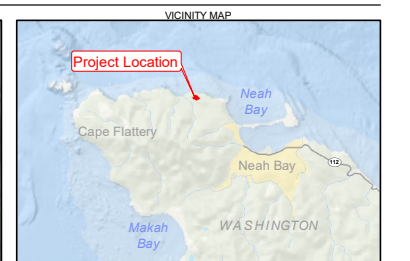 VICINITY MAP
Project Location
Neah
Bay
Cape Flattery
Neah Bay
112
Makah
Bay
WASHINGTON